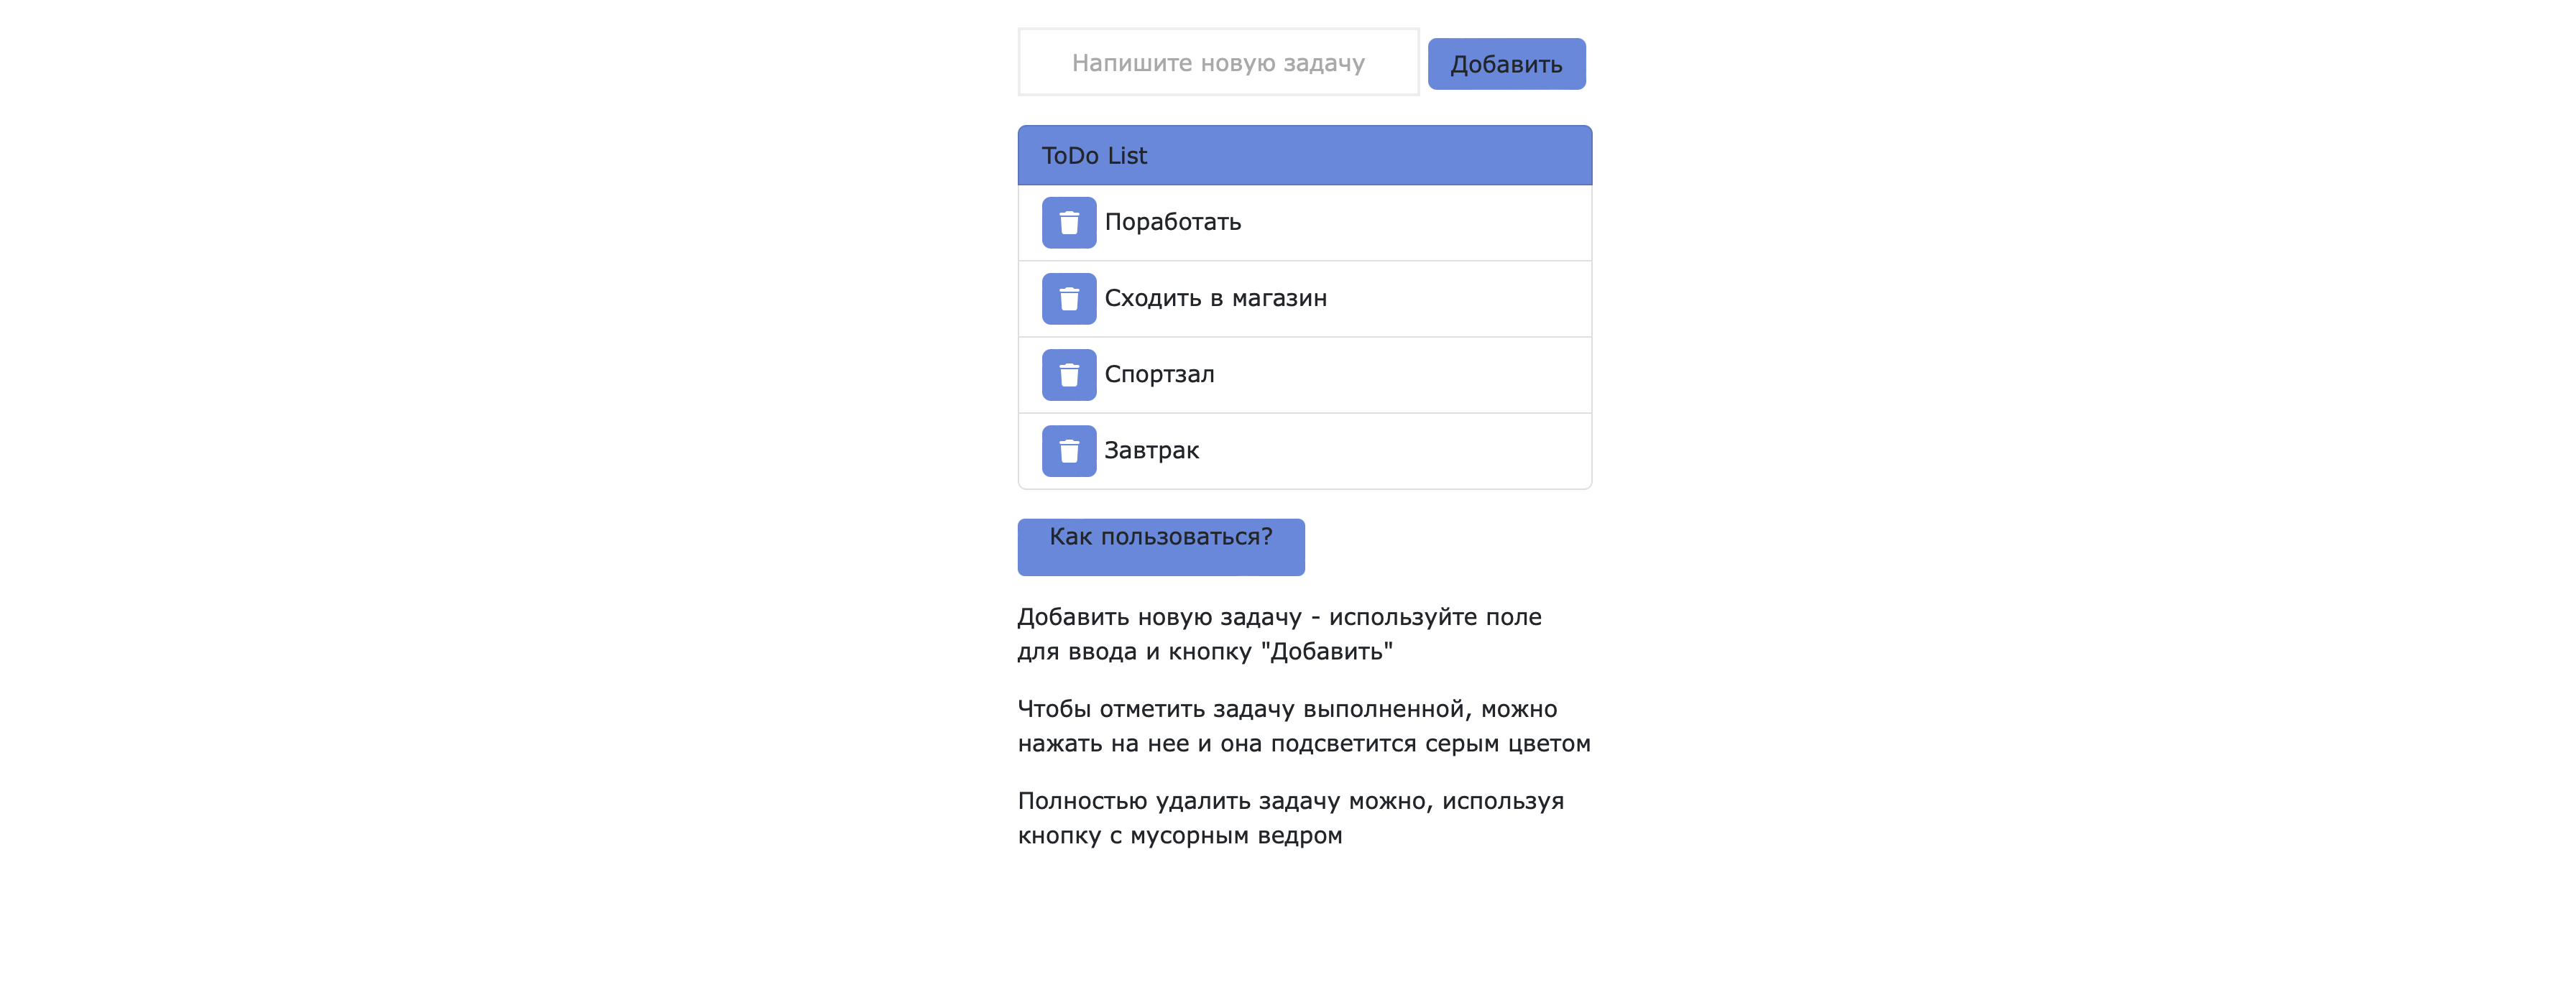 Напишите новую задачу
Добавить
ToDo List
Поработать
Сходить в магазин
Спортзал
Завтрак
Как пользоваться?
Добавить новую задачу - используйте поле
для ввода и кнопку "Добавить"
Чтобы отметить задачу выполненной, можно
нажать на нее и она подсветится серым цветом
Полностью удалить задачу можно, используя
кнопку с мусорным ведром